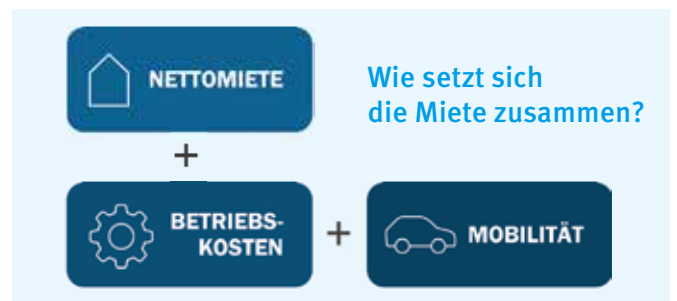 NETTOMIETE
Wie setzt sich
die Miete zusammen?
+
BETRIEBS-
KOSTEN
+
MOBILITÄT